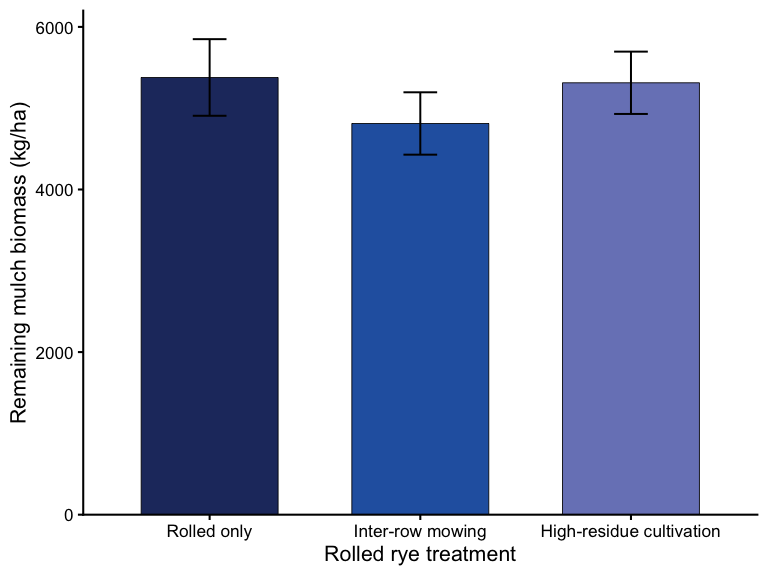 Remaining mulch biomass (kg/ha)
6000
4000
2000
0
Rolled only
Inter-row mowing
High-residue cultivation
Rolled rye treatment